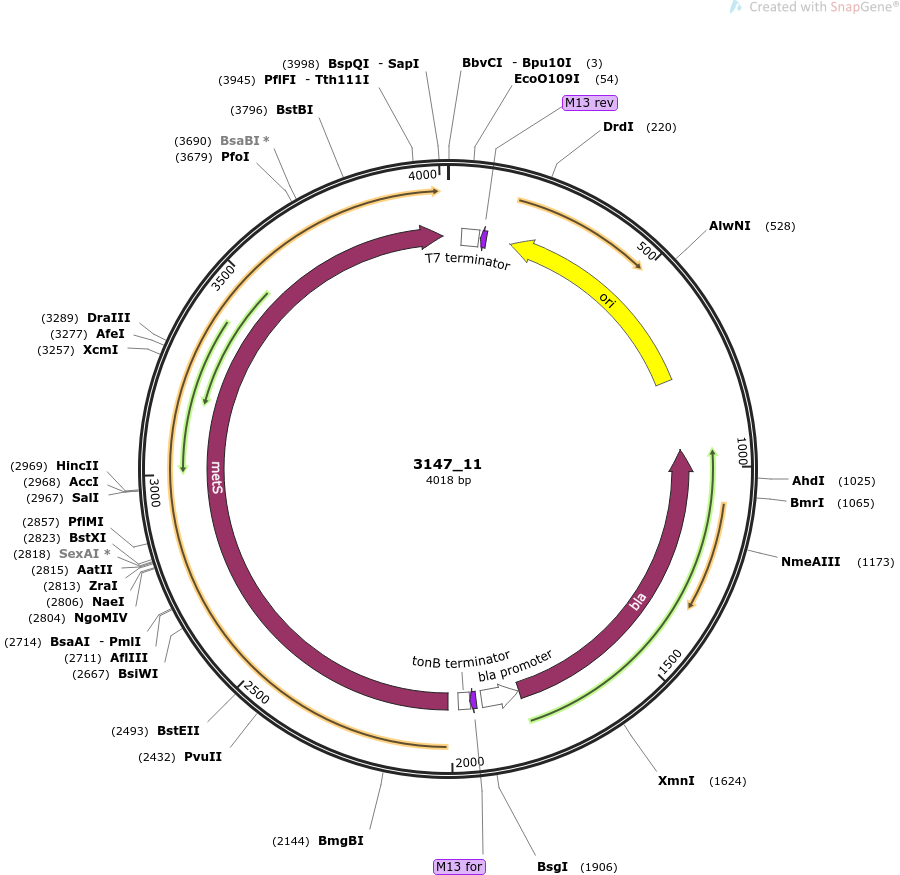 Created with SnapGene®
(3998) BspQI - SapI
BbvCI - Bpu10I (3)
(3945) PflFI - Tth111I
EcoO109I (54)
(3796) BstBI
M13 rev
DrdI (220)
(3690) BsaBI *
(3679) PfoI
4000
T7 terminator
AlwNI (528)
500
3500
ori
(3289) DraIII
(3277) AfeI
(3257) XcmI
1000
3147_11
4018 bp
metS
(2969) HincII
(2968) AccI
(2967) SalI
3000
AhdI (1025)
BmrI (1065)
(2857) PflMI
(2823) BstXI
(2818) SexAI *
(2815) AatII
(2813) ZraI
(2806) NaeI
(2804) NgoMIV
(2714) BsaAI - PmlI
(2711) AflIII
(2667) BsiWI
NmeAIII (1173)
bla
tonB terminator
bla promoter
1500
2500
(2493) BstEII
(2432) PvuII
2000
XmnI (1624)
(2144) BmgBI
M13 for
BsgI (1906)